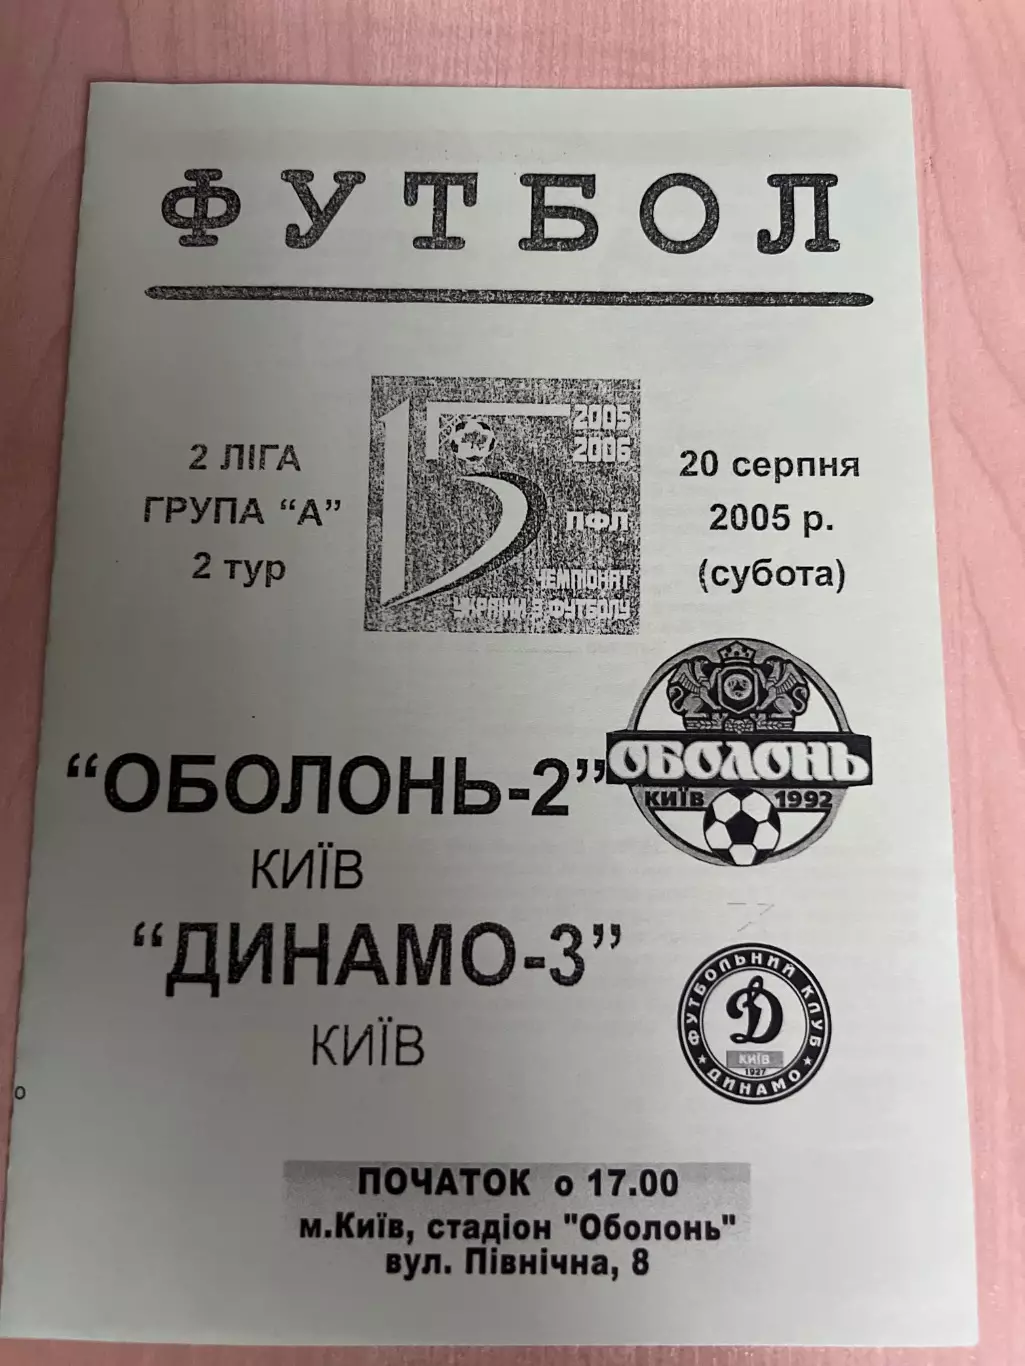 ФУТБОЛ
2 ЛІГА
ГРУПА “А”
2 тур
2005
2006
ПФЛ
ЧЕМПІОНАТ
УКРАЇНИ З ФУТБОЛУ
20 серпня
2005 р.
(субота)
“ОБОЛОНЬ-2”
КИЇВ
ОБОЛОНЬ
КИЇВ 1992
“ДИНАМО-3”
КИЇВ
ФУТБОЛЬНИЙ КЛУБ
Д
КИЇВ
1927
ДИНАМО
о
ПОЧАТОК о 17.00
м.Київ, стадіон "Оболонь"
вул. Північна, 8